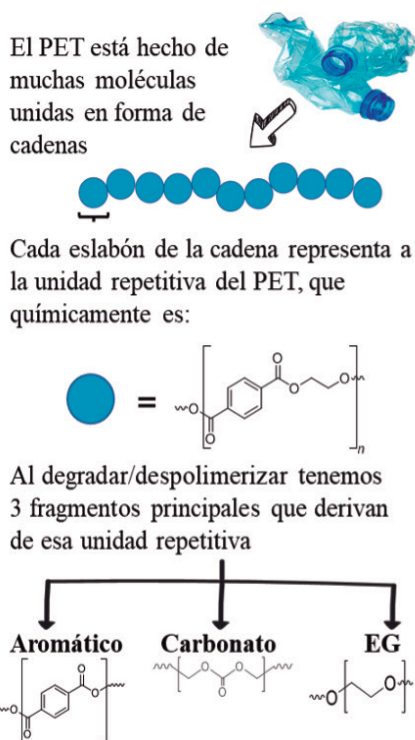 El PET está hecho de
muchas moléculas
unidas en forma de
cadenas
Cada eslabón de la cadena representa a
la unidad repetitiva del PET, que
químicamente es:
=
O
O
O
O
O
n
Al degradar/despolimerizar tenemos
3 fragmentos principales que derivan
de esa unidad repetitiva
Aromático Carbonato EG
O O O O O
O O O
O